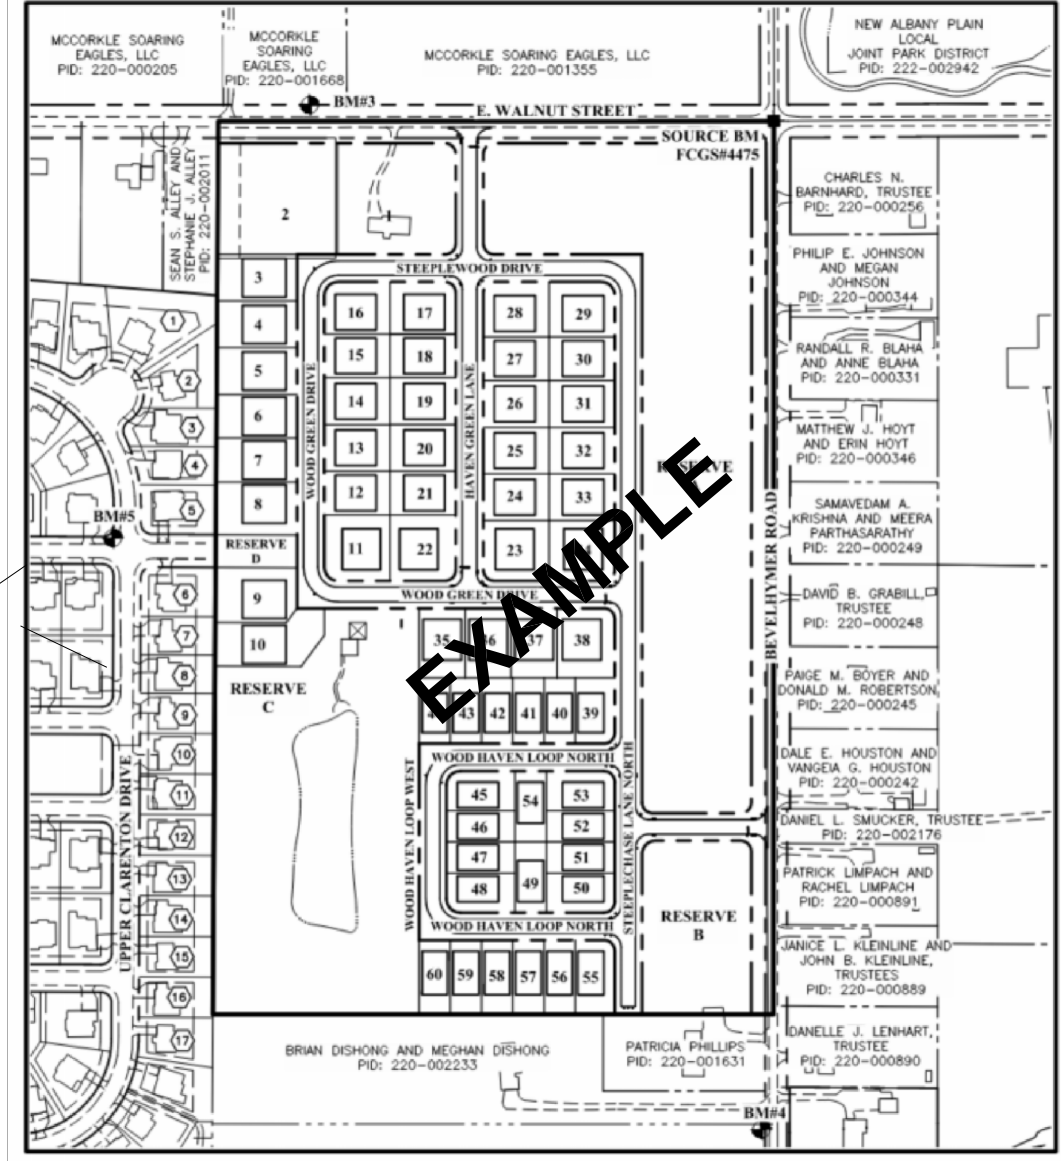 MCCORKLE SOARING
EAGLES, LLC
PID: 220-000205
MCCORKLE
SOARING
EAGLES, LLC
PID: 220-001668
MCCORKLE SOARING EAGLES, LLC
PID: 220-001355
NEW ALBANY PLAIN
LOCAL
JOINT PARK DISTRICT
PID: 222-002942
BM#3
E. WALNUT STREET
SOURCE BM
FCGS#4475
SEAN S. ALLEY AND
STEPHANIE J. ALLEY
PID: 220-002011
CHARLES N.
BARNHARD, TRUSTEE
PID: 220-000256
PHILIP E. JOHNSON
AND MEGAN
JOHNSON
PID: 220-000344
RANDALL R. BLAHA
AND ANNE BLAHA
PID: 220-000331
MATTHEW J. HOYT
AND ERIN HOYT
PID: 220-000346
SAMAVEDAM A.
KRISHNA AND MEERA
PARTHASARATHY
PID: 220-000249
DAVID B. GRABILL,
TRUSTEE
PID: 220-000248
PAIGE M. BOYER AND
DONALD M. ROBERTSON
PID: 220-000245
DALE E. HOUSTON AND
VANGEIA G. HOUSTON
PID: 220-000242
DANIEL L. SMUCKER, TRUSTEE
PID: 220-002176
PATRICK LIMPACH AND
RACHEL LIMPACH
PID: 220-000891
JANICE L. KLEINLINE AND
JOHN B. KLEINLINE,
TRUSTEES
PID: 220-000889
DANELLE J. LENHART,
TRUSTEE
PID: 220-000890
2
3
4
5
6
7
8
RESERVE
D
9
10
RESERVE
C
STEEPLEWOOD DRIVE
WOOD GREEN DRIVE
HAVEN GREEN LANE
16 17 28 29
15 18 27 30
14 19 26 31
13 20 25 32
12 21 24 33
11 22 23
WOOD GREEN DRIVE
RESERVE
A
EXAMPLE
BEVELHYMER ROAD
35 36 37 38
43 42 41 40 39
WOOD HAVEN LOOP NORTH
WOOD HAVEN LOOP WEST
STEEPLECHASE LANE NORTH
45 54 53
46 52
47 51
48 49 50
WOOD HAVEN LOOP NORTH
60 59 58 57 56 55
RESERVE
B
1
2
3
4
5
BM#5
6
7
8
9
10
11
12
13
14
15
16
17
UPPER CLARENTON DRIVE
BRIAN DISHONG AND MEGHAN DISHONG
PID: 220-002233
PATRICIA PHILLIPS
PID: 220-001631
BM#4